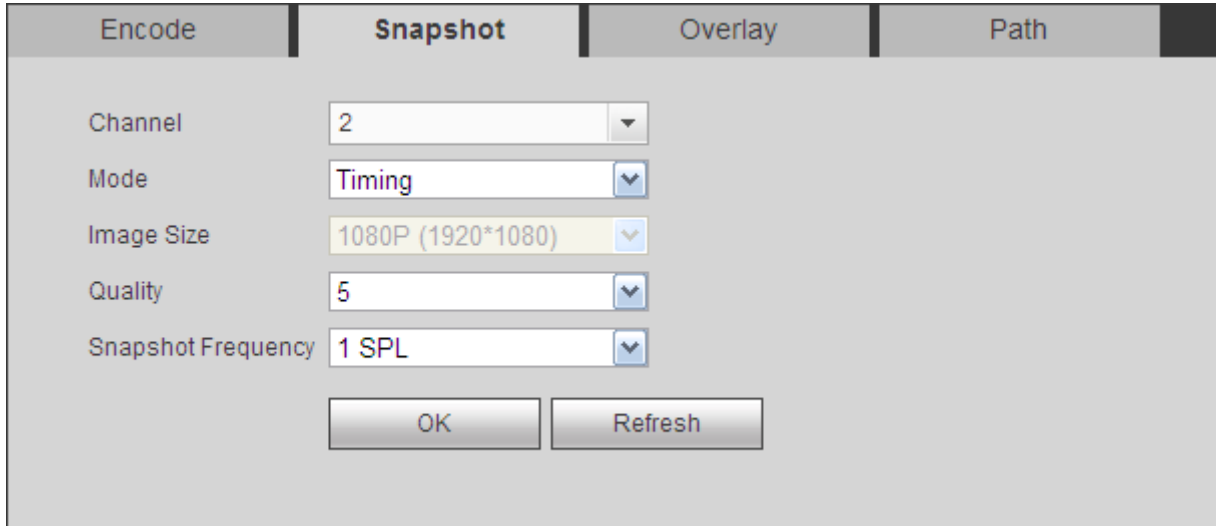 Encode Snapshot Overlay Path
Channel 2
Mode Timing
Image Size 1080P (1920*1080)
Quality 5
Snapshot Frequency 1 SPL
OK Refresh